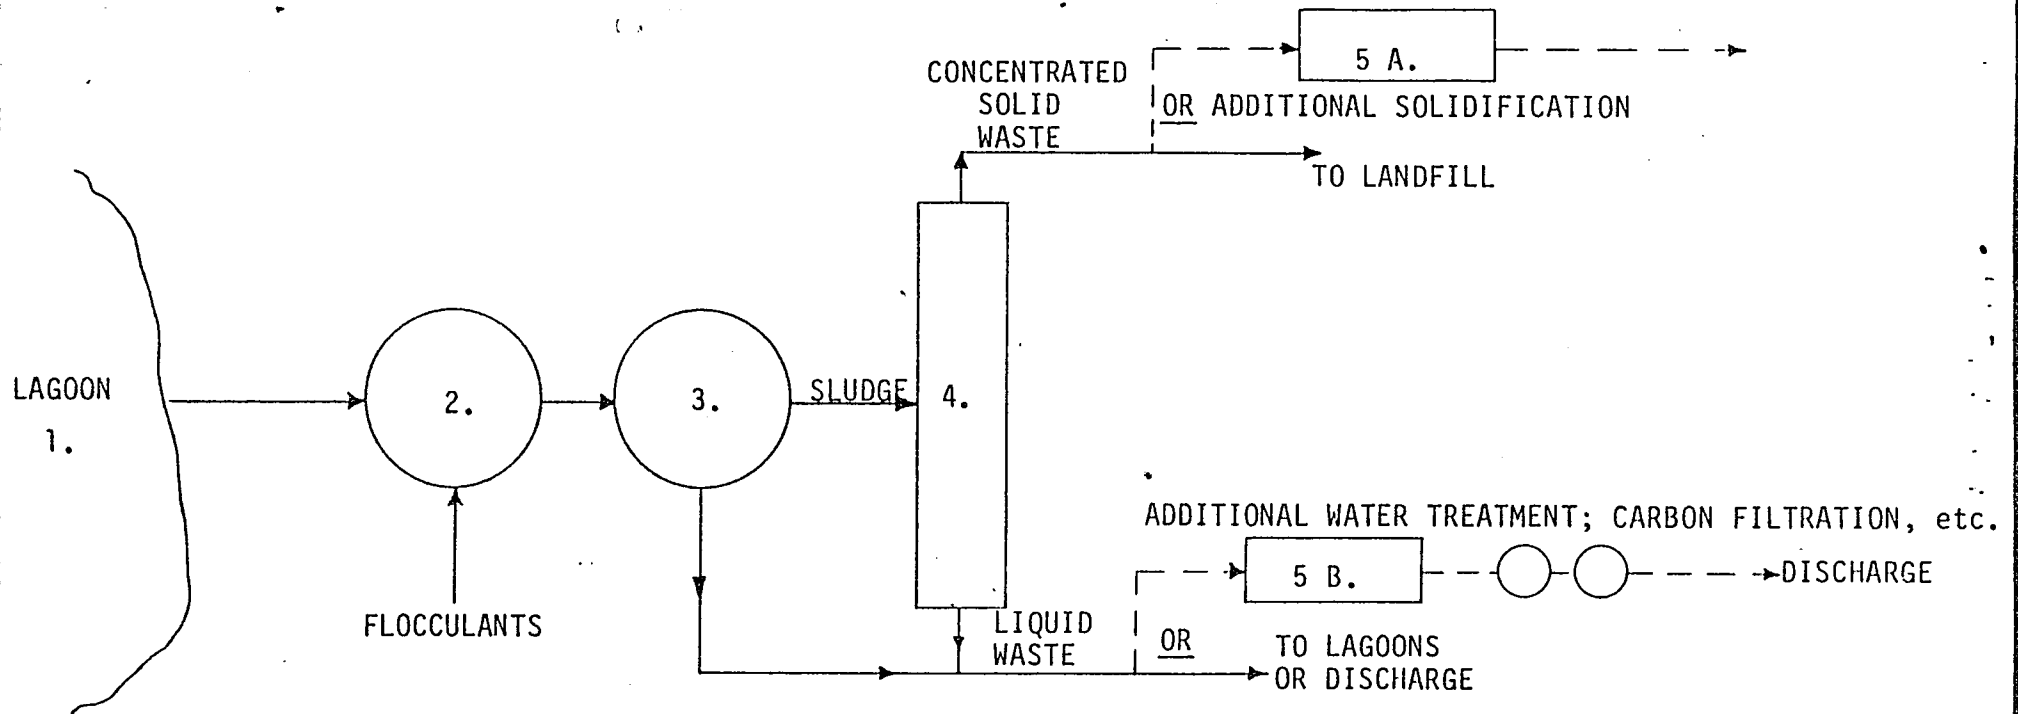 CONCENTRATED
SOLID
WASTE
5 A.
OR ADDITIONAL SOLIDIFICATION
TO LANDFILL
LAGOON
1.
2.
3.
SLUDGE
4.
FLOCCULANTS
ADDITIONAL WATER TREATMENT; CARBON FILTRATION, etc.
5 B.
DISCHARGE
LIQUID
WASTE
OR
TO LAGOONS
OR DISCHARGE